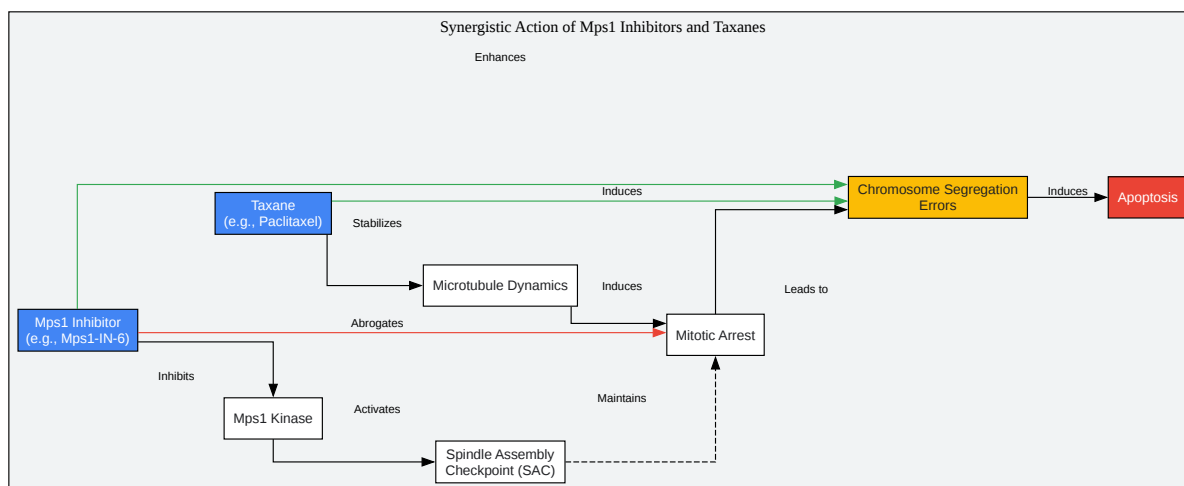 Synergistic Action of Mps1 Inhibitors and Taxanes
Enhances
Induces
Chromosome Segregation
Errors
Induces
Apoptosis
Taxane
(e.g., Paclitaxel)
Stabilizes
Microtubule Dynamics
Induces
Leads to
Mps1 Inhibitor
(e.g., Mps1-IN-6)
Abrogates
Mitotic Arrest
Inhibits
Mps1 Kinase
Activates
Maintains
Spindle Assembly
Checkpoint (SAC)